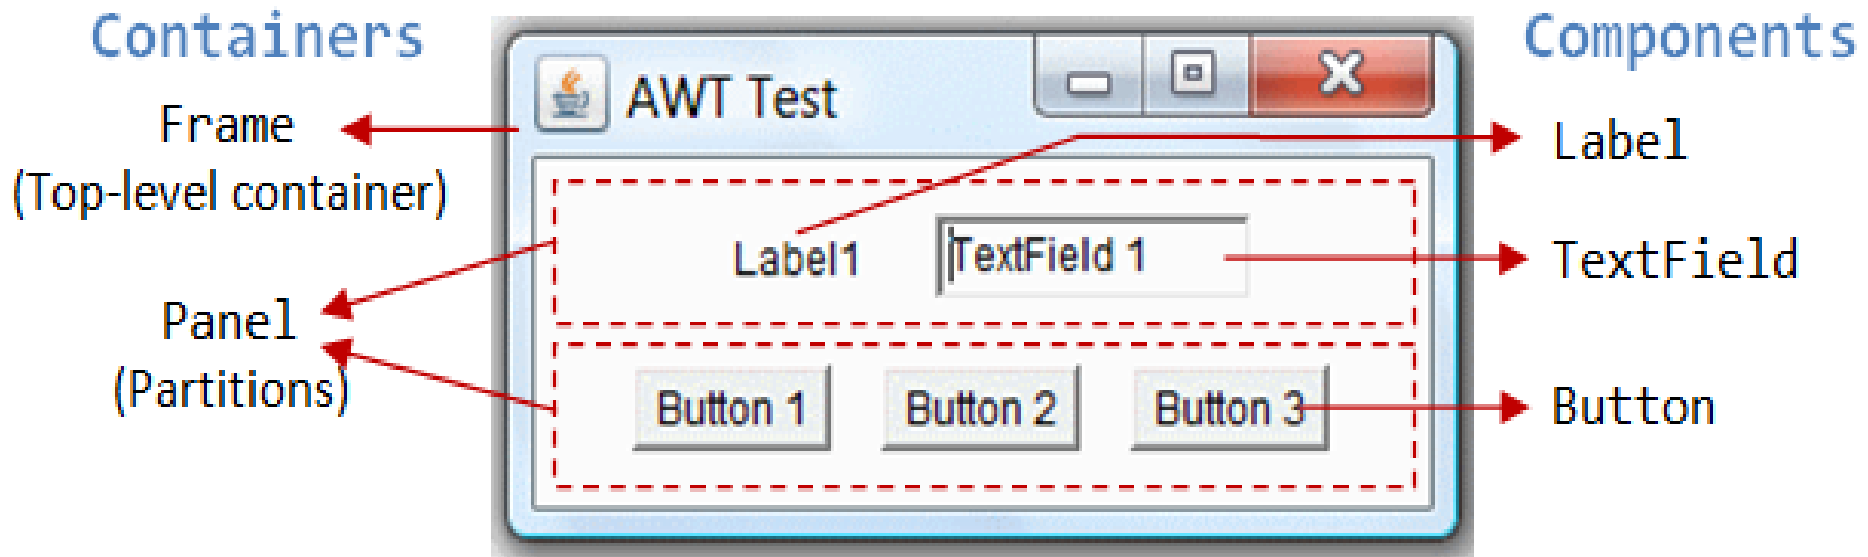 Containers
Components
Frame
(Top-level container)
Panel
(Partitions)
AWT Test
Label1
TextField 1
Button 1
Button 2
Button 3
Label
TextField
Button